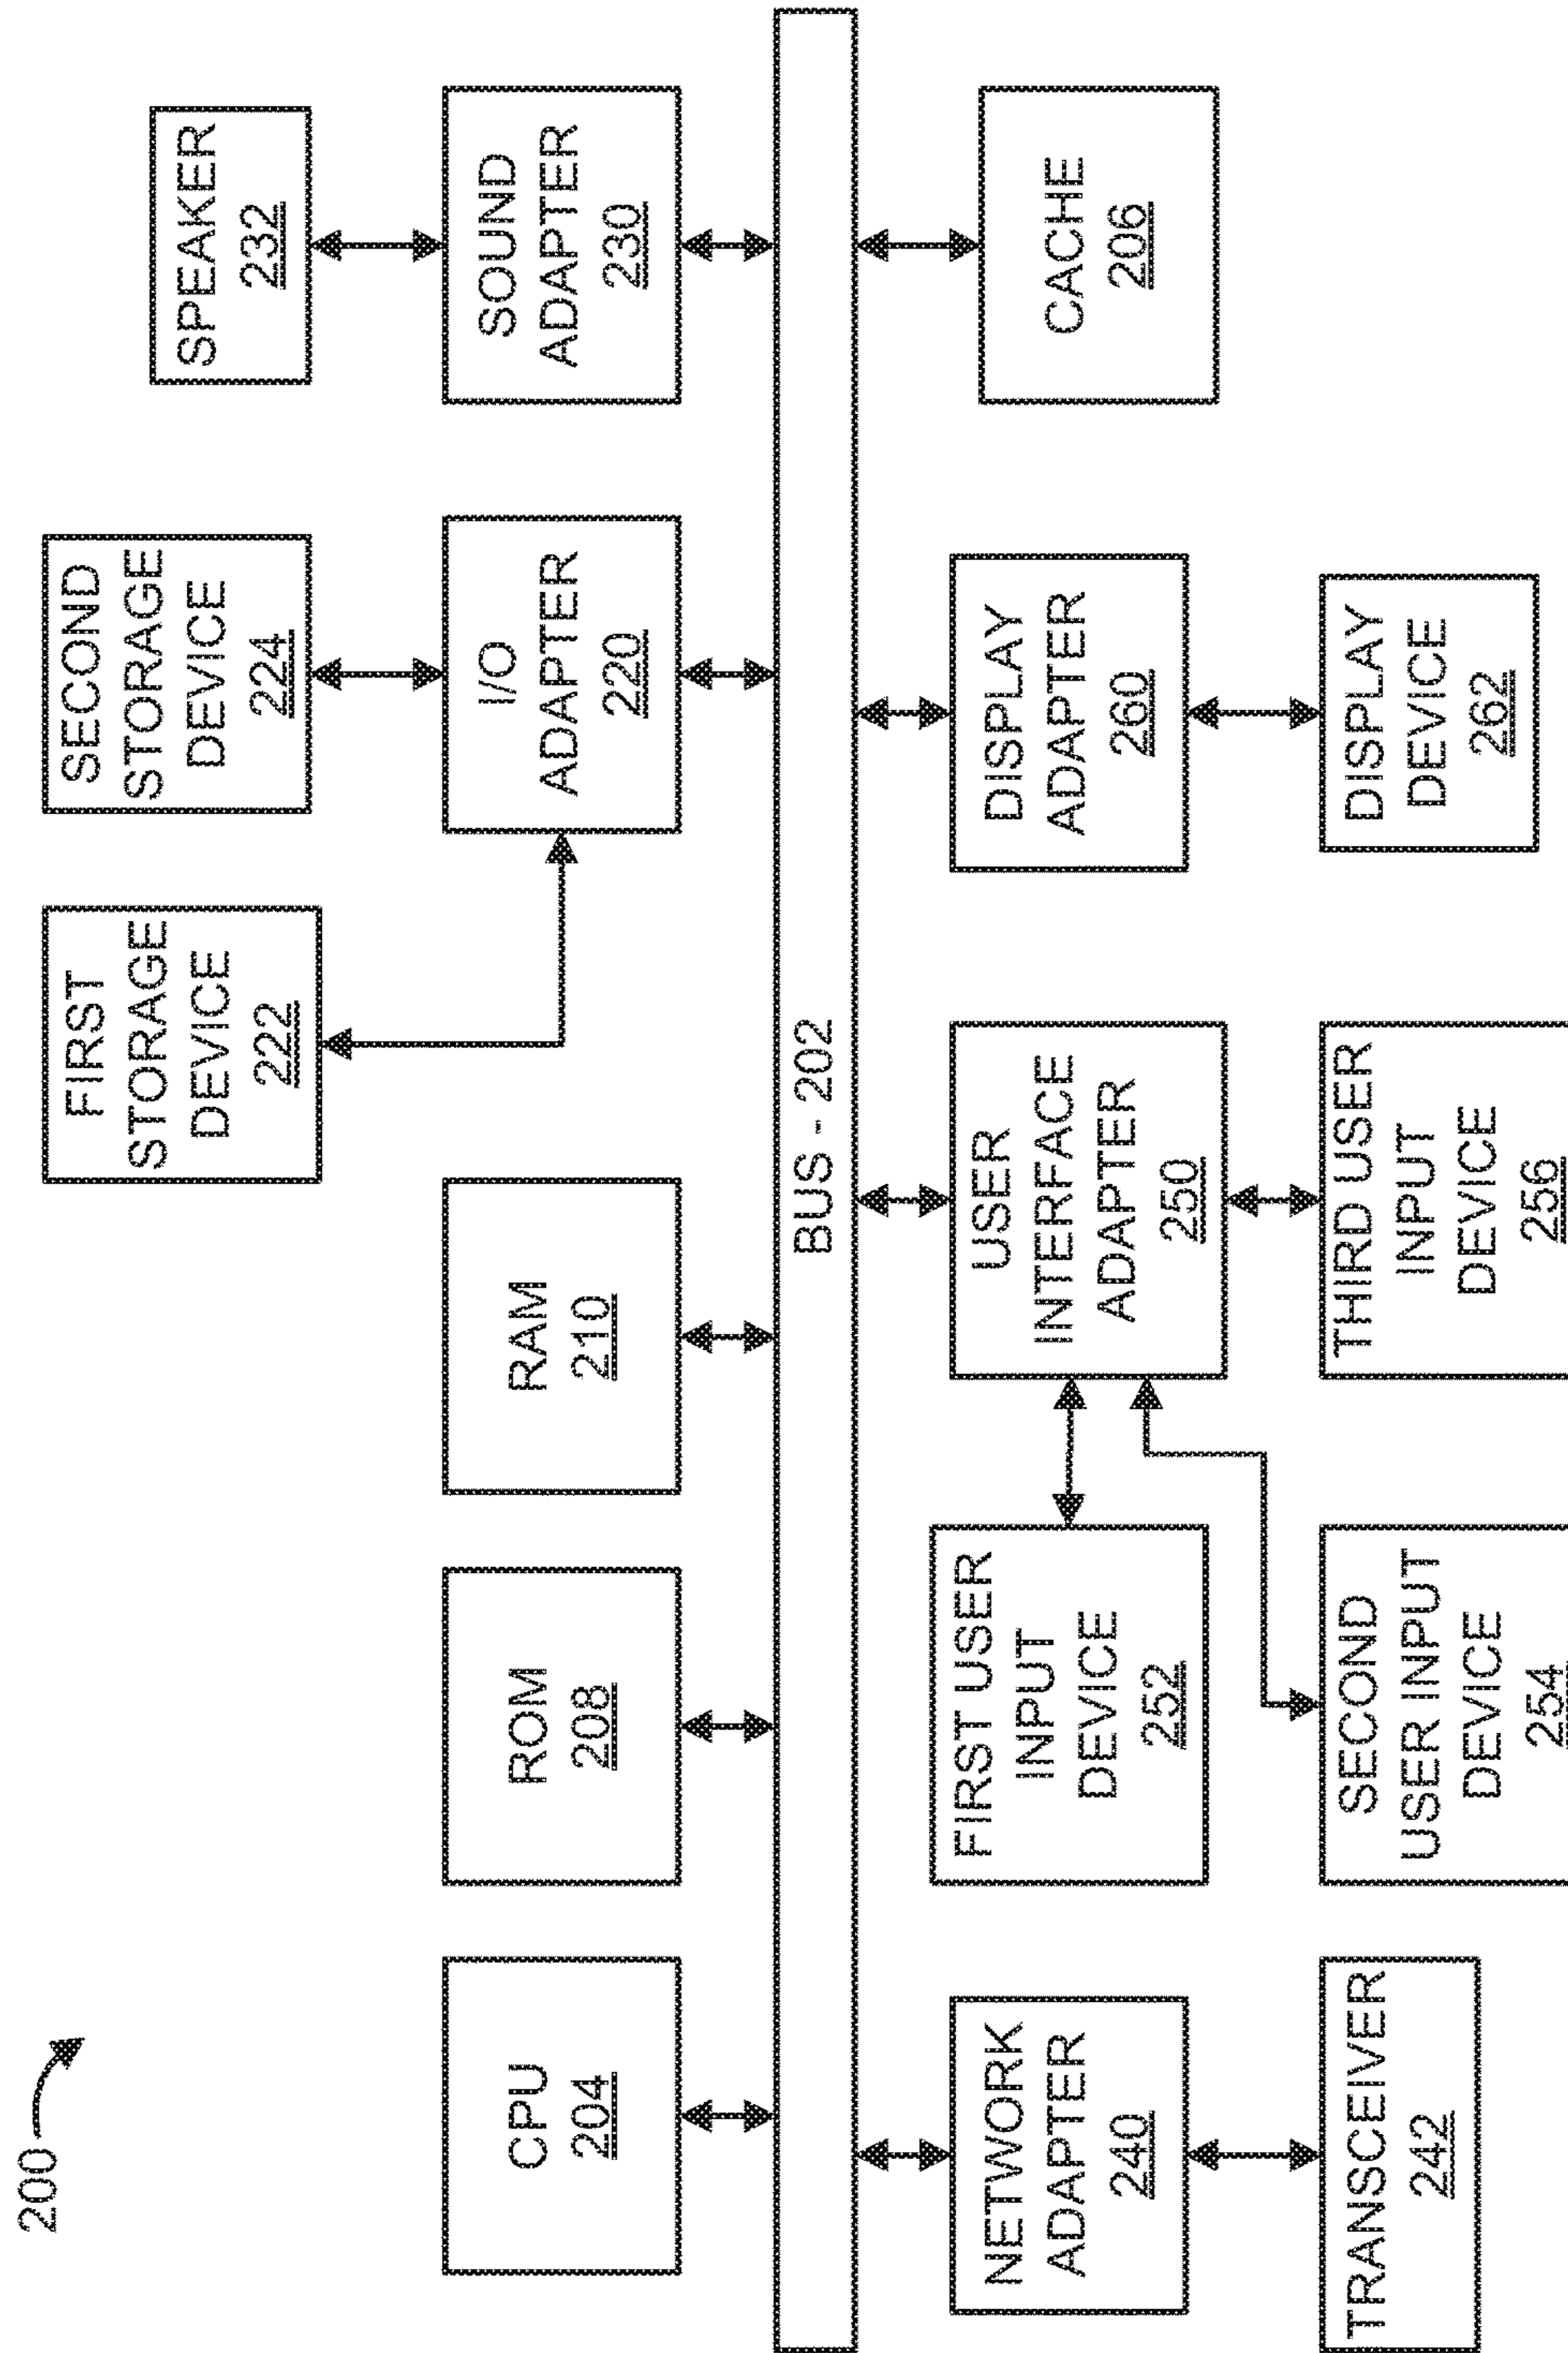 200
FIRST
STORAGE
DEVICE
222
SECOND
STORAGE
DEVICE
224
SPEAKER
232
CPU
204
ROM
208
RAM
210
I/O
ADAPTER
220
SOUND
ADAPTER
230
BUS - 202
NETWORK
ADAPTER
240
FIRST USER
INPUT
DEVICE
252
USER
INTERFACE
ADAPTER
250
DISPLAY
ADAPTER
260
CACHE
206
TRANSCEIVER
242
SECOND
USER INPUT
DEVICE
254
THIRD USER
INPUT
DEVICE
256
DISPLAY
DEVICE
262